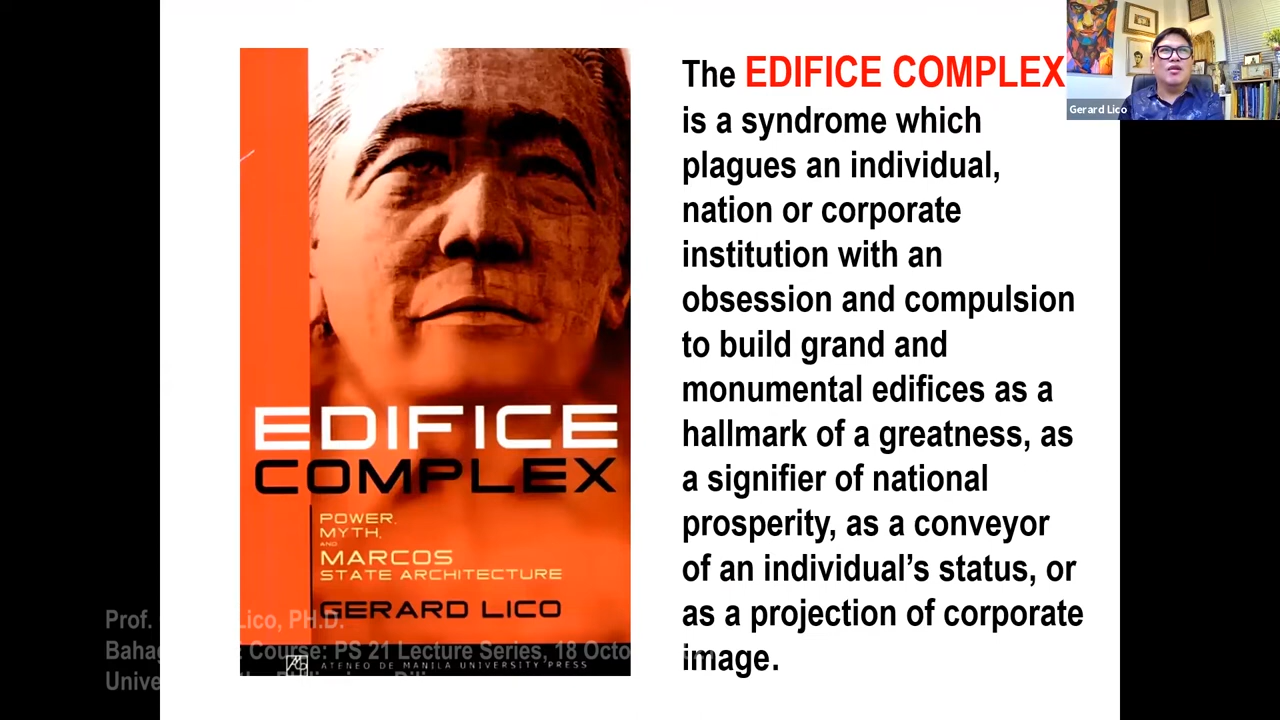 The EDIFICE COMPLEX
is a syndrome which
plagues an individual,
nation or corporate
institution with an
obsession and compulsion
to build grand and
monumental edifices as a
hallmark of a greatness, as
a signifier of national
prosperity, as a conveyor
of an individual’s status, or
as a projection of corporate
image.
EDIFICE
COMPLEX
POWER,
MYTH,
AND
MARCOS
STATE ARCHITECTURE
GERARD LICO
ATENEO DE MANILA UNIVERSITY PRESS
Gerard Lico
Prof. Lico, PH.D.
Course: PS 21 Lecture Series, 18